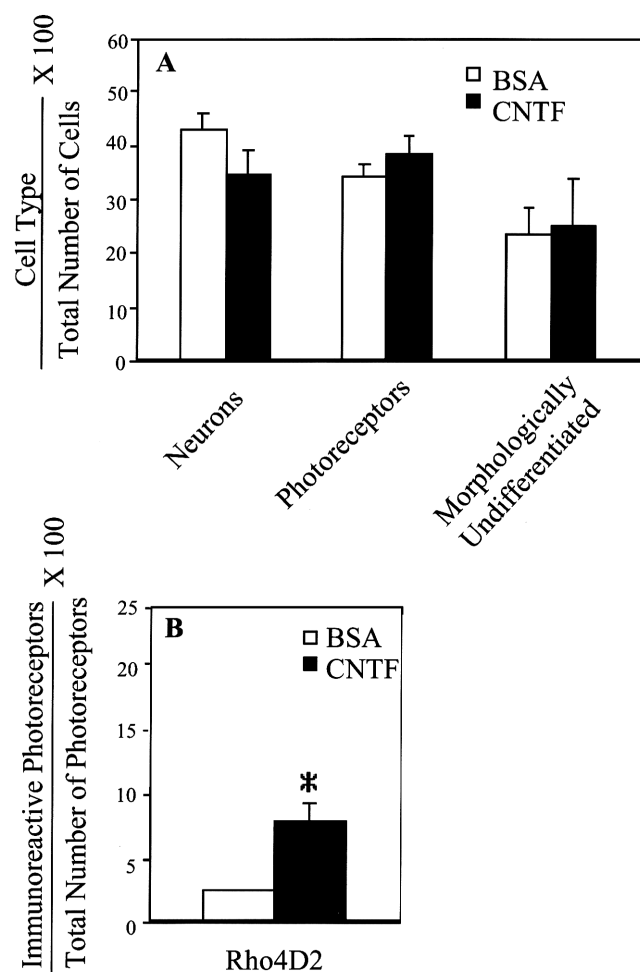 Cell Type
Total Number of Cells
X 100
A
60
50
40
30
20
10
0
BSA
CNTF
Neurons
Photoreceptors
Morphologically
Undifferentiated
Immunoreactive Photoreceptors
Total Number of Photoreceptors
X 100
B
25
20
15
10
5
0
BSA
CNTF
*
Rho4D2